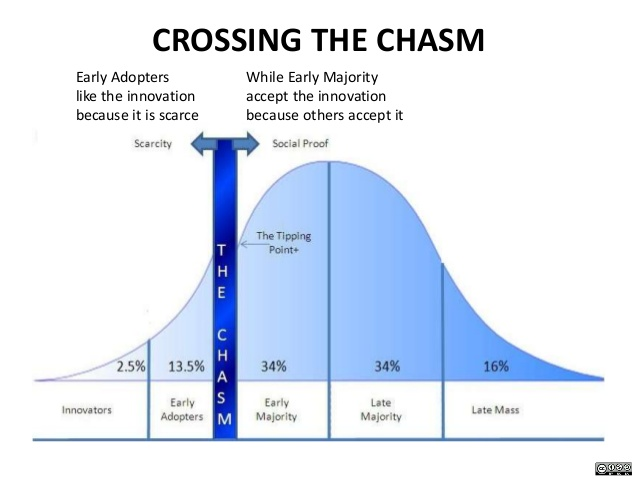 CROSSING THE CHASM
Early Adopters
like the innovation
because it is scarce
While Early Majority
accept the innovation
because others accept it
Scarcity
Social Proof
The Tipping
Point+
THE CHASM
2.5%
13.5%
34%
34%
16%
Innovators
Early
Adopters
Early
Majority
Late
Majority
Late Mass